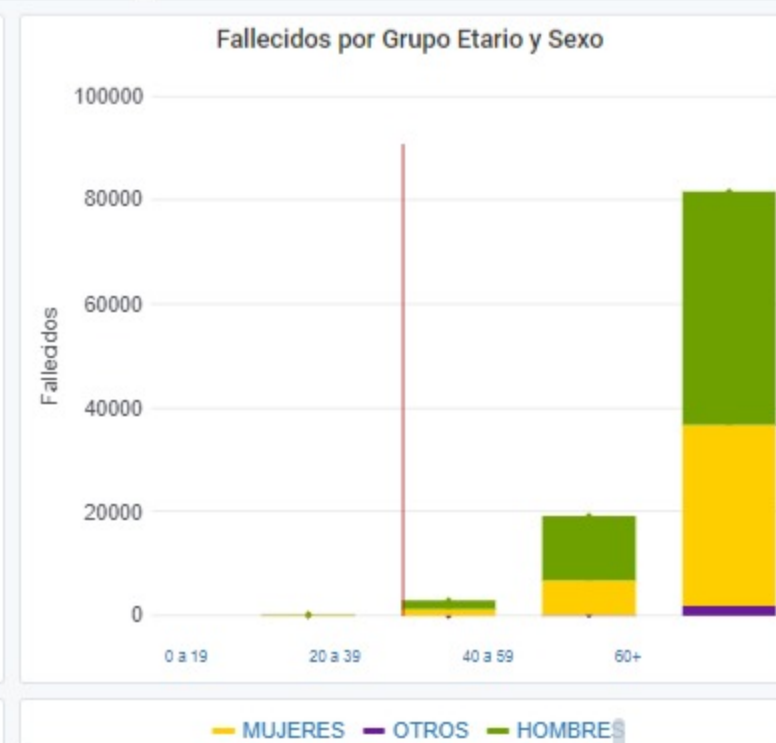 Fallecidos por Grupo Etario y Sexo
100000
80000
60000
40000
20000
0
Fallecidos
0 a 19
20 a 39
40 a 59
60+
MUJERES OTROS HOMBRES